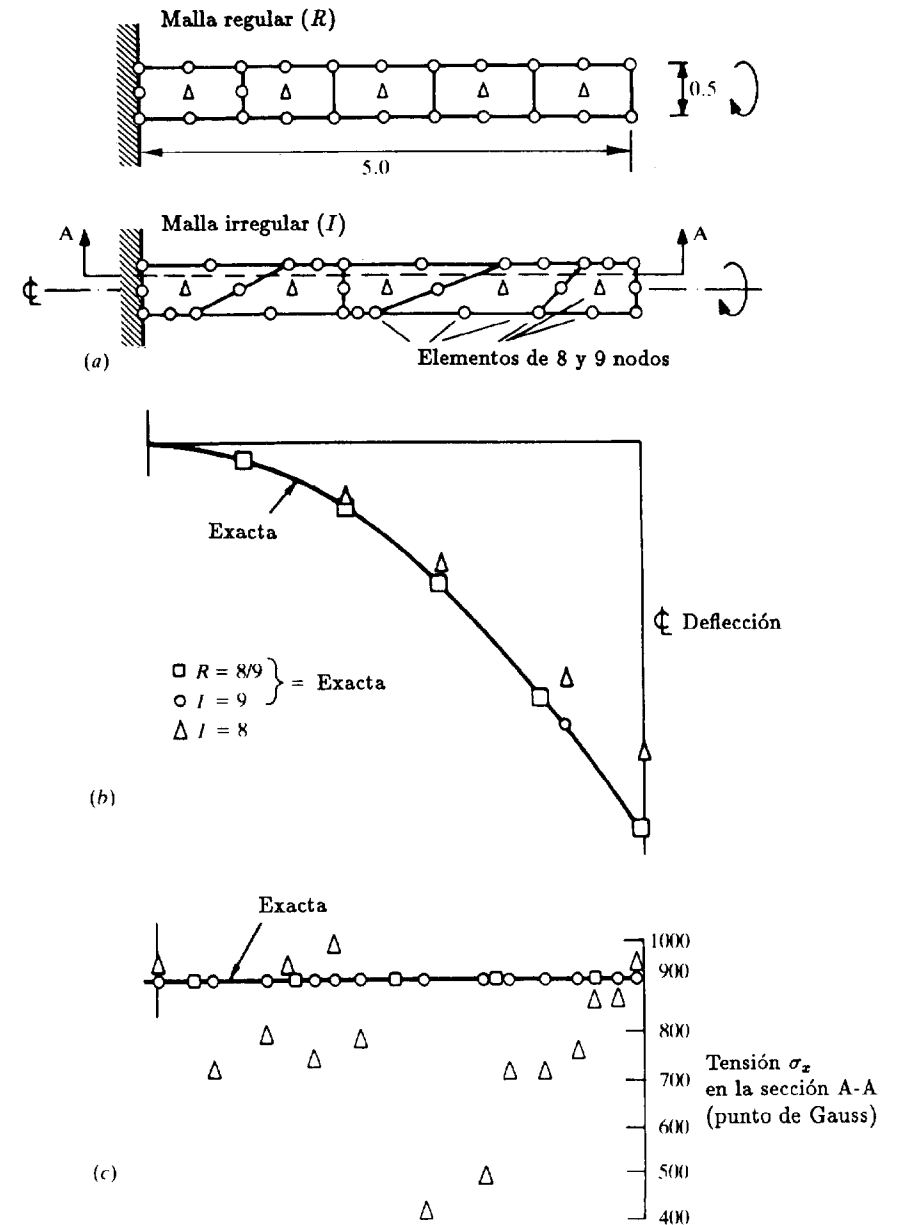 Malla regular (R)
0.5
5.0
Malla irregular (I)
A
A
℄
Elementos de 8 y 9 nodos
(a)
Exacta
℄ Deflección
□ R = 8/9
○ I = 9
} = Exacta
△ I = 8
(b)
Exacta
1000
900
800
700
600
500
400
Tensión σx
en la sección A-A
(punto de Gauss)
(c)